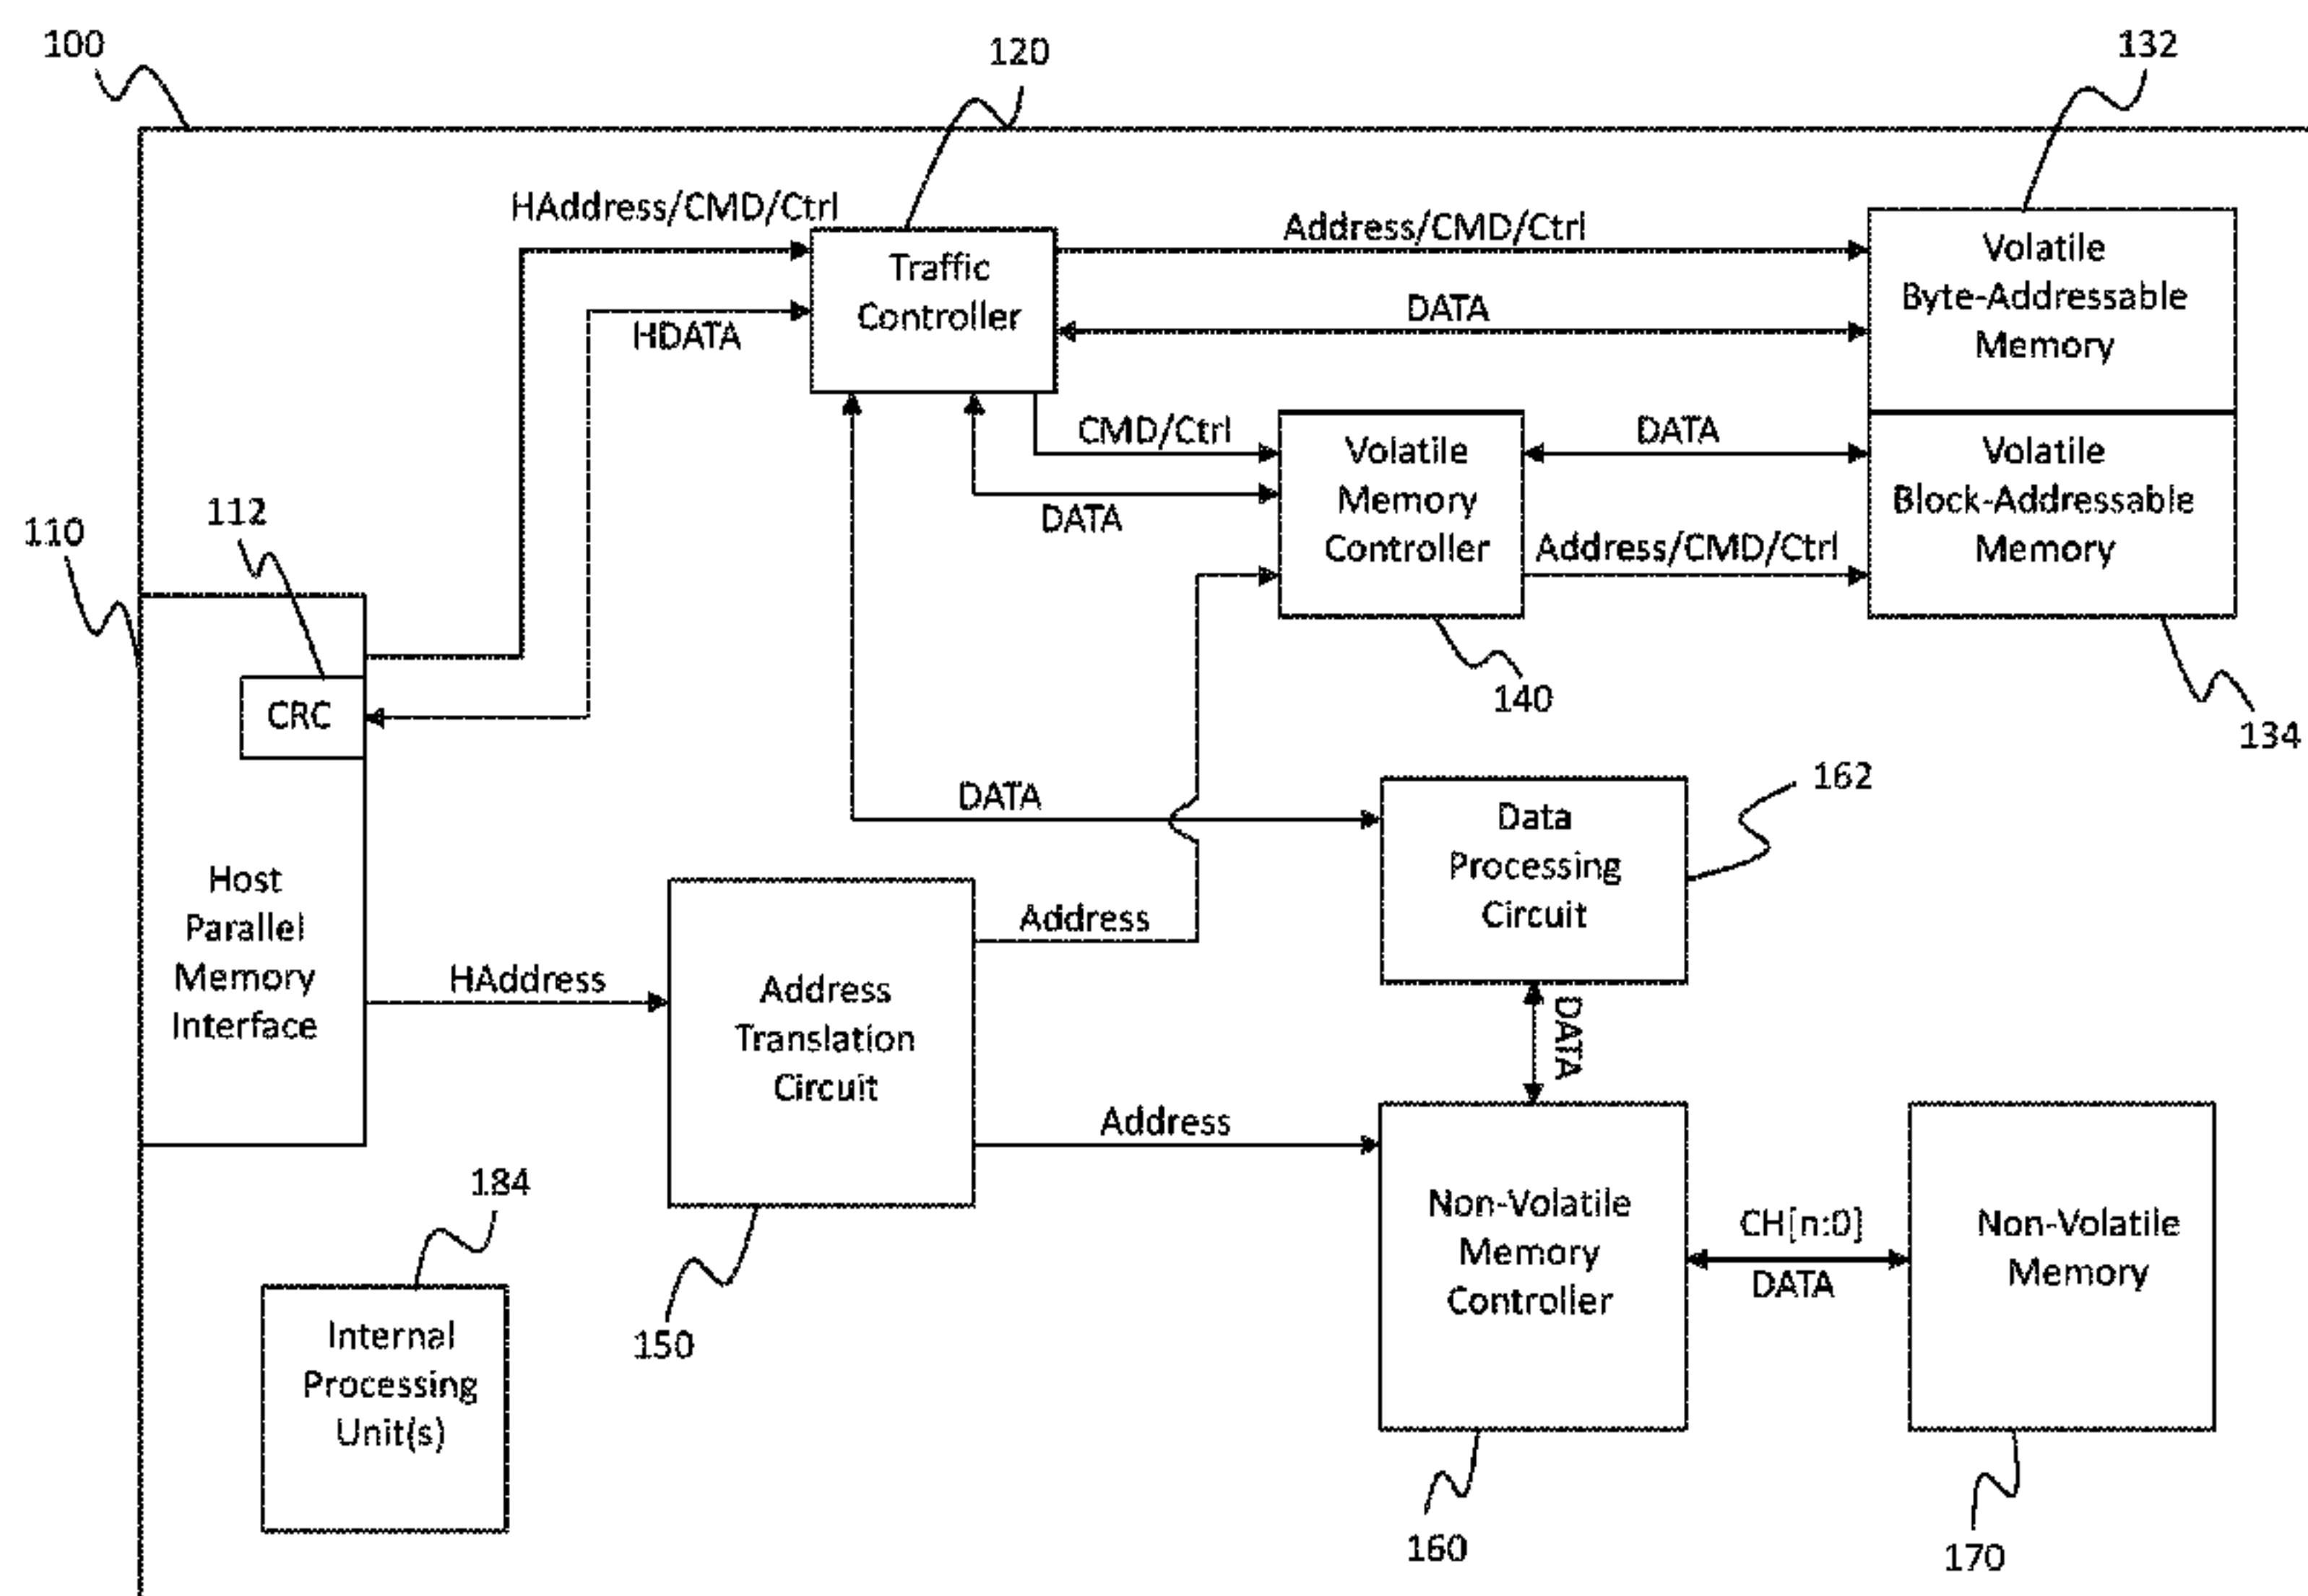 100
120
132
HAddress/CMD/Ctrl
Traffic
Controller
Address/CMD/Ctrl
DATA
HDATA
Volatile
Byte-Addressable
Memory
CMD/Ctrl
DATA
Volatile
Memory
Controller
DATA
Address/CMD/Ctrl
Volatile
Block-Addressable
Memory
110
112
CRC
140
134
162
DATA
Data
Processing
Circuit
Host
Parallel
Memory
Interface
HAddress
Address
Translation
Circuit
Address
DATA
Address
184
150
Internal
Processing
Unit(s)
Non-Volatile
Memory
Controller
CH[n:0]
DATA
Non-Volatile
Memory
160
170